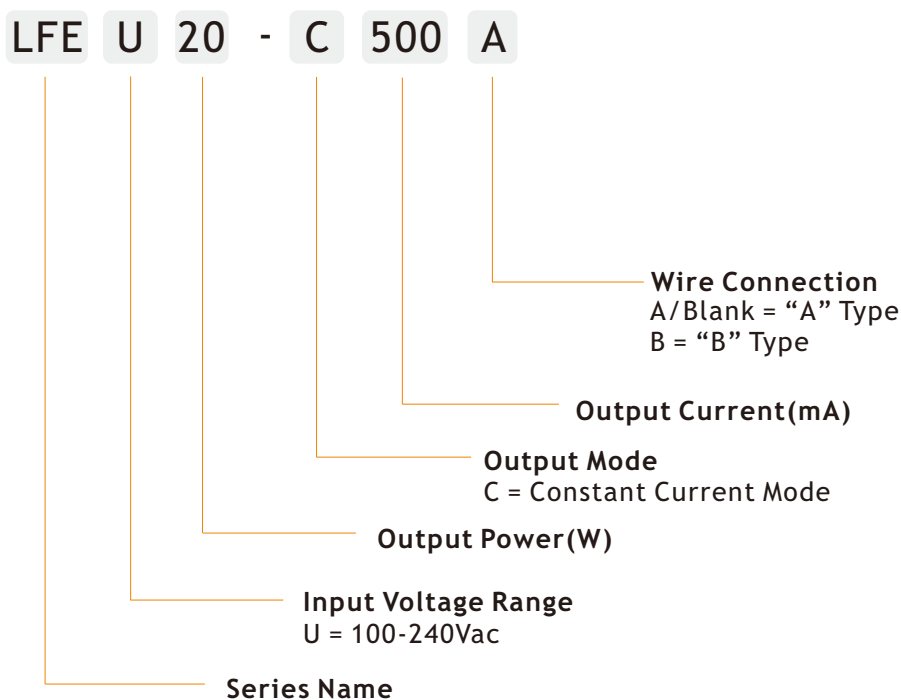 LFE U 20 - C 500 A
Wire Connection
A/Blank = “A” Type
B = “B” Type
Output Current(mA)
Output Mode
C = Constant Current Mode
Output Power(W)
Input Voltage Range
U = 100-240Vac
Series Name